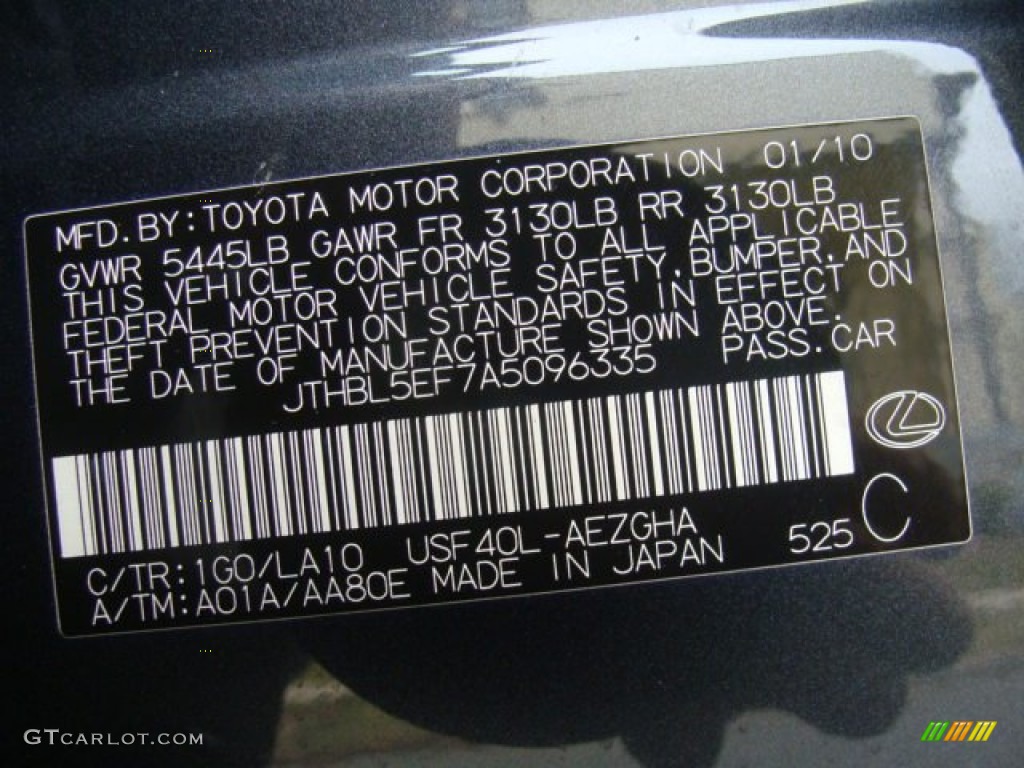 MFD. BY: TOYOTA MOTOR CORPORATION 01/10
GVWR 5445LB GAWR FR 3130LB RR 3130LB
THIS VEHICLE CONFORMS TO ALL APPLICABLE
FEDERAL MOTOR VEHICLE SAFETY, BUMPER, AND
THEFT PREVENTION STANDARDS IN EFFECT ON
THE DATE OF MANUFACTURE SHOWN ABOVE.
JTHBL5EF7A5096335 PASS. CAR
C/TR: 1G0/LA10 USF40L-AEZGHA 525 C
A/TM: A01A/AA80E MADE IN JAPAN
GTCARLOT.COM